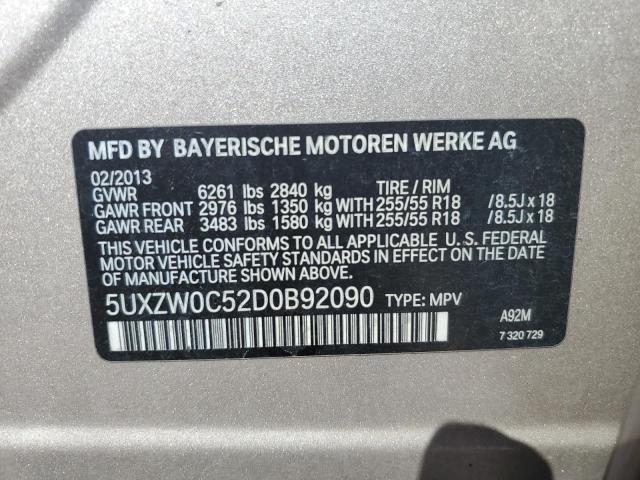 MFD BY BAYERISCHE MOTOREN WERKE AG
02/2013
GVWR 6261 lbs 2840 kg TIRE / RIM
GAWR FRONT 2976 lbs 1350 kg WITH 255/55 R18 /8.5J x 18
GAWR REAR 3483 lbs 1580 kg WITH 255/55 R18 /8.5J x 18
THIS VEHICLE CONFORMS TO ALL APPLICABLE U. S. FEDERAL
MOTOR VEHICLE SAFETY STANDARDS IN EFFECT ON THE DATE
OF MANUFACTURE SHOWN ABOVE.
5UXZW0C52D0B92090 TYPE: MPV
A92M
7 320 729